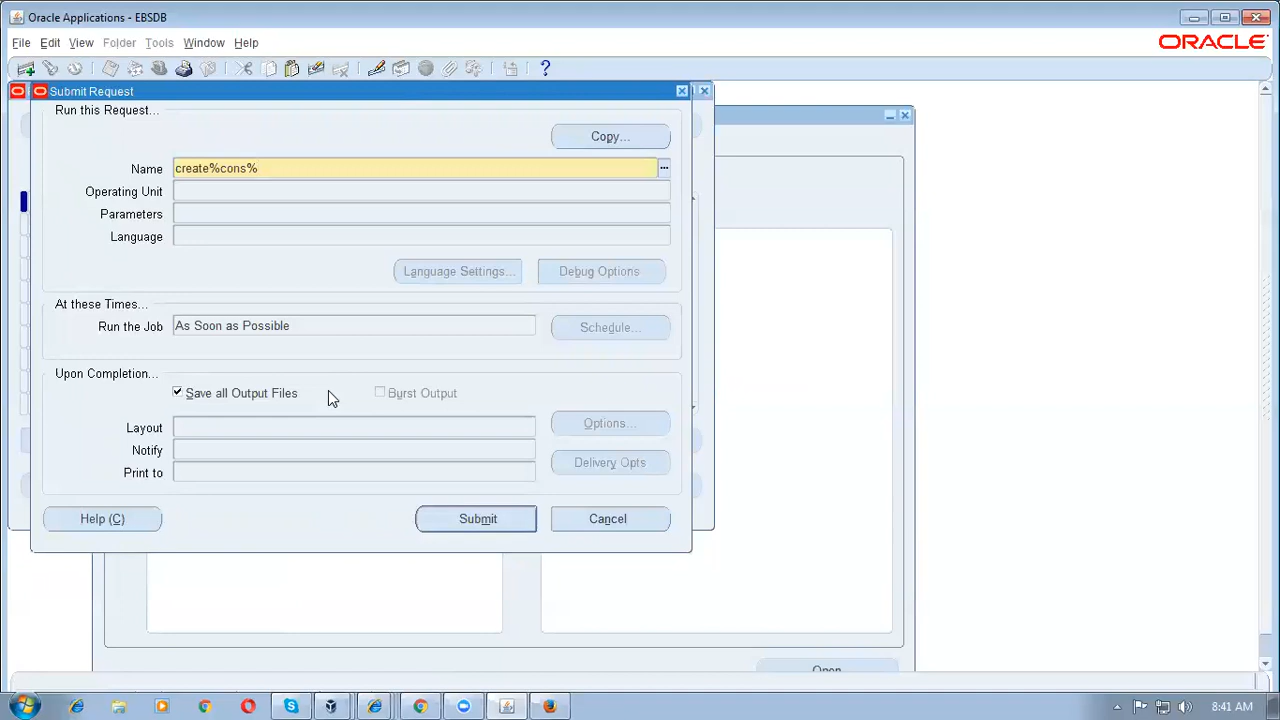 Oracle Applications - EBSDB
File Edit View Folder Tools Window Help
ORACLE
Submit Request
Run this Request...
Copy...
Name create%cons%
Operating Unit
Parameters
Language
Language Settings... Debug Options
At these Times...
Run the Job As Soon as Possible Schedule...
Upon Completion...
Save all Output Files Burst Output
Layout Options...
Notify
Print to Delivery Opts
Help (C) Submit Cancel
Open
8:41 AM